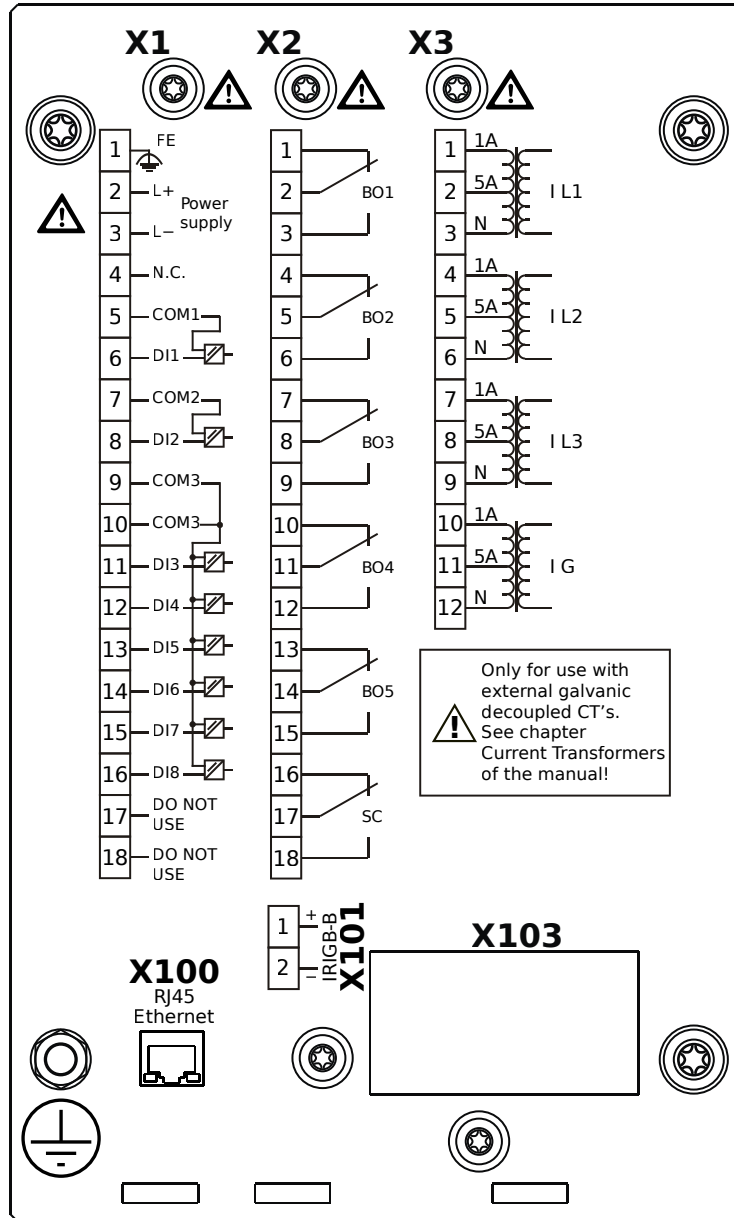 X1 X2 X3
1 FE
2 L+
Power
supply
3 L−
4 N.C.
5 COM1
6 DI1
7 COM2
8 DI2
9 COM3
10 COM3
11 DI3
12 DI4
13 DI5
14 DI6
15 DI7
16 DI8
17 DO NOT
USE
18 DO NOT
USE
1
2 BO1
3
4
5 BO2
6
7
8 BO3
9
10
11 BO4
12
13
14 BO5
15
16
17 SC
18
1 1A
2 5A I L1
3 N
4 1A
5 5A I L2
6 N
7 1A
8 5A I L3
9 N
10 1A
11 5A I G
12 N
Only for use with
external galvanic
decoupled CT's.
See chapter
Current Transformers
of the manual!
1 +
2 −
IRIGB-B
X101
X103
X100
RJ45
Ethernet